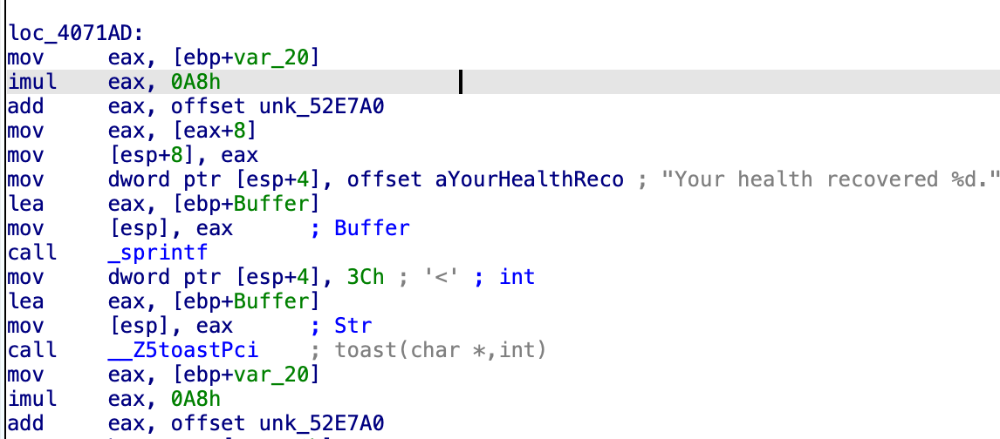 loc_4071AD:
mov eax, [ebp+var_20]
imul eax, 0A8h
add eax, offset unk_52E7A0
mov eax, [eax+8]
mov [esp+8], eax
mov dword ptr [esp+4], offset aYourHealthReco ; "Your health recovered %d."
lea eax, [ebp+Buffer]
mov [esp], eax ; Buffer
call _sprintf
mov dword ptr [esp+4], 3Ch ; '<' ; int
lea eax, [ebp+Buffer]
mov [esp], eax ; Str
call __Z5toastPci ; toast(char *,int)
mov eax, [ebp+var_20]
imul eax, 0A8h
add eax, offset unk_52E7A0